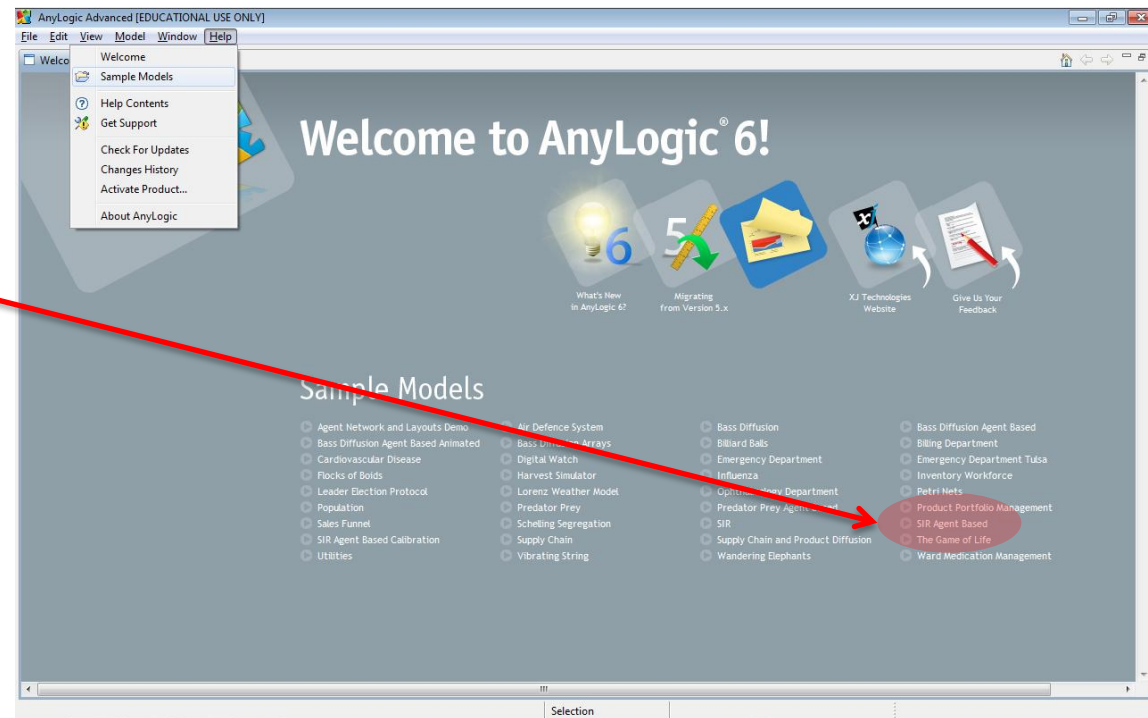 AnyLogic Advanced [EDUCATIONAL USE ONLY]
File Edit View Model Window Help
Welco
Welcome
Sample Models
Help Contents
Get Support
Check For Updates
Changes History
Activate Product...
About AnyLogic
Welcome to AnyLogic® 6!
What's New
in AnyLogic 6?
Migrating
from Version 5.x
XJ Technologies
Website
Give Us Your
Feedback
Sample Models
Agent Network and Layouts Demo
Air Defence System
Bass Diffusion
Bass Diffusion Agent Based
Bass Diffusion Agent Based Animated
Bass Diffusion Arrays
Billiard Balls
Billing Department
Cardiovascular Disease
Digital Watch
Emergency Department
Emergency Department Tulsa
Flocks of Boids
Harvest Simulator
Influenza
Inventory Workforce
Leader Election Protocol
Lorenz Weather Model
Ophthalmology Department
Petri Nets
Population
Predator Prey
Predator Prey Agent Based
Product Portfolio Management
Sales Funnel
Schelling Segregation
SIR
SIR Agent Based
SIR Agent Based Calibration
Supply Chain
Supply Chain and Product Diffusion
The Game of Life
Utilities
Vibrating String
Wandering Elephants
Ward Medication Management
Selection